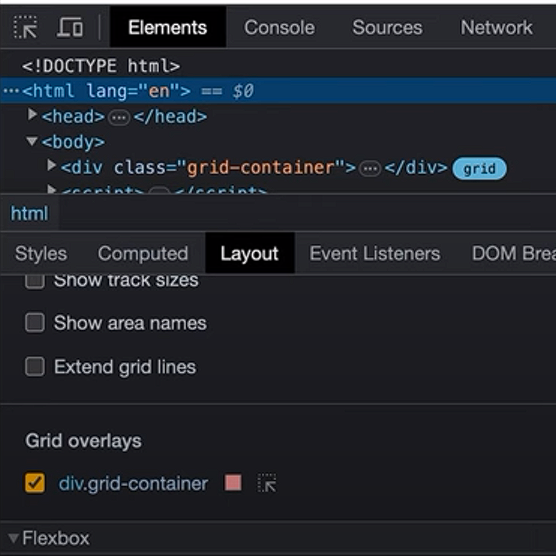 Elements Console Sources Network
<!DOCTYPE html>
<html lang="en"> == $0
<head> ... </head>
<body>
<div class="grid-container"> ... </div> grid
<script> ... </script>
html
Styles Computed Layout Event Listeners DOM Brea
Show track sizes
Show area names
Extend grid lines
Grid overlays
div.grid-container
Flexbox